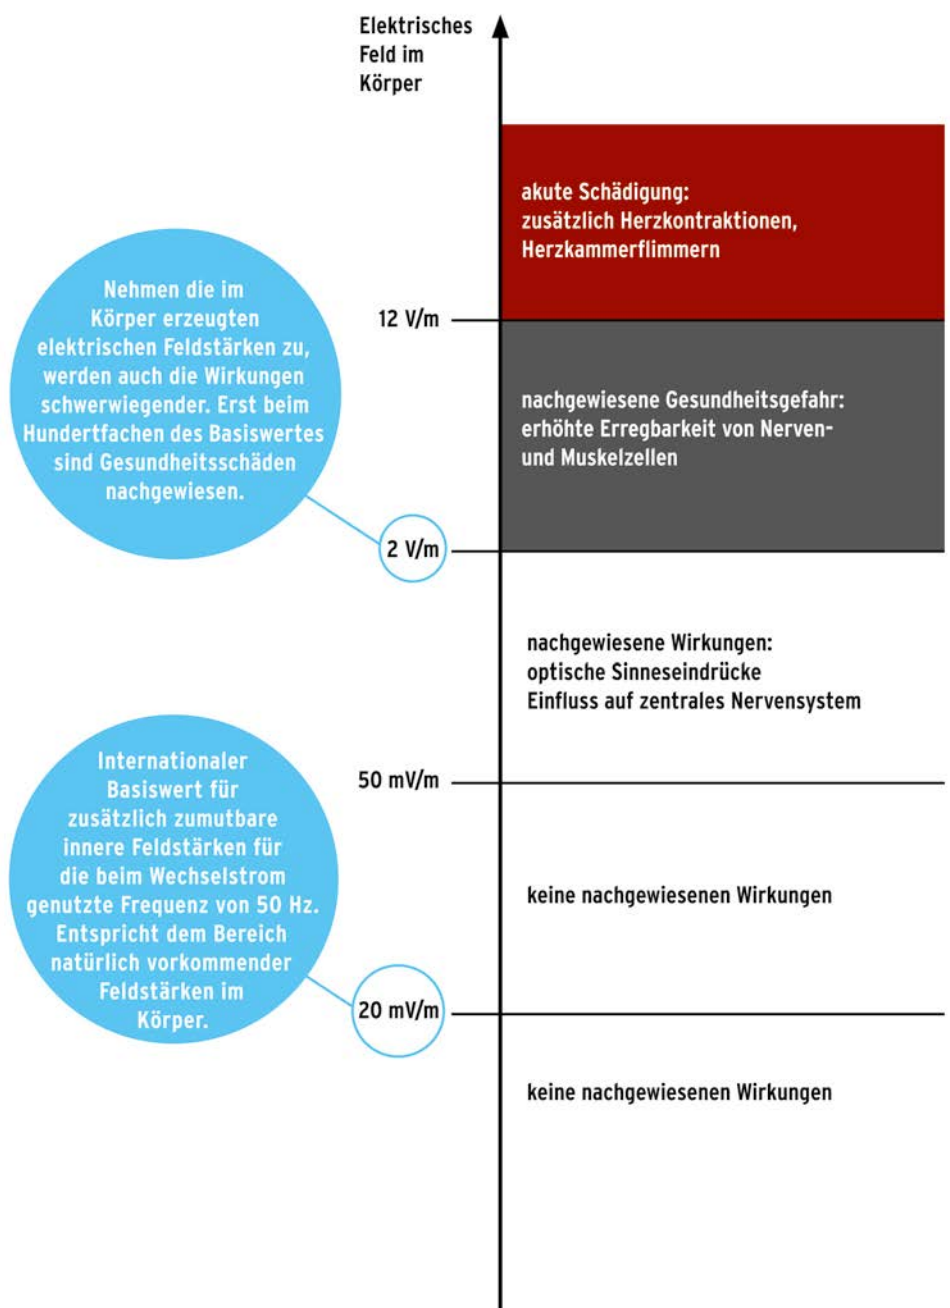 Elektrisches
Feld im
Körper
akute Schädigung:
zusätzlich Herzkontraktionen,
Herzkammerflimmern
Nehmen die im
Körper erzeugten
elektrischen Feldstärken zu,
werden auch die Wirkungen
schwerwiegender. Erst beim
Hundertfachen des Basiswertes
sind Gesundheitsschäden
nachgewiesen.
12 V/m
nachgewiesene Gesundheitsgefahr:
erhöhte Erregbarkeit von Nerven-
und Muskelzellen
2 V/m
nachgewiesene Wirkungen:
optische Sinneseindrücke
Einfluss auf zentrales Nervensystem
50 mV/m
Internationaler
Basiswert für
zusätzlich zumutbare
innere Feldstärken für
die beim Wechselstrom
genutzte Frequenz von 50 Hz.
Entspricht dem Bereich
natürlich vorkommender
Feldstärken im
Körper.
keine nachgewiesenen Wirkungen
20 mV/m
keine nachgewiesenen Wirkungen